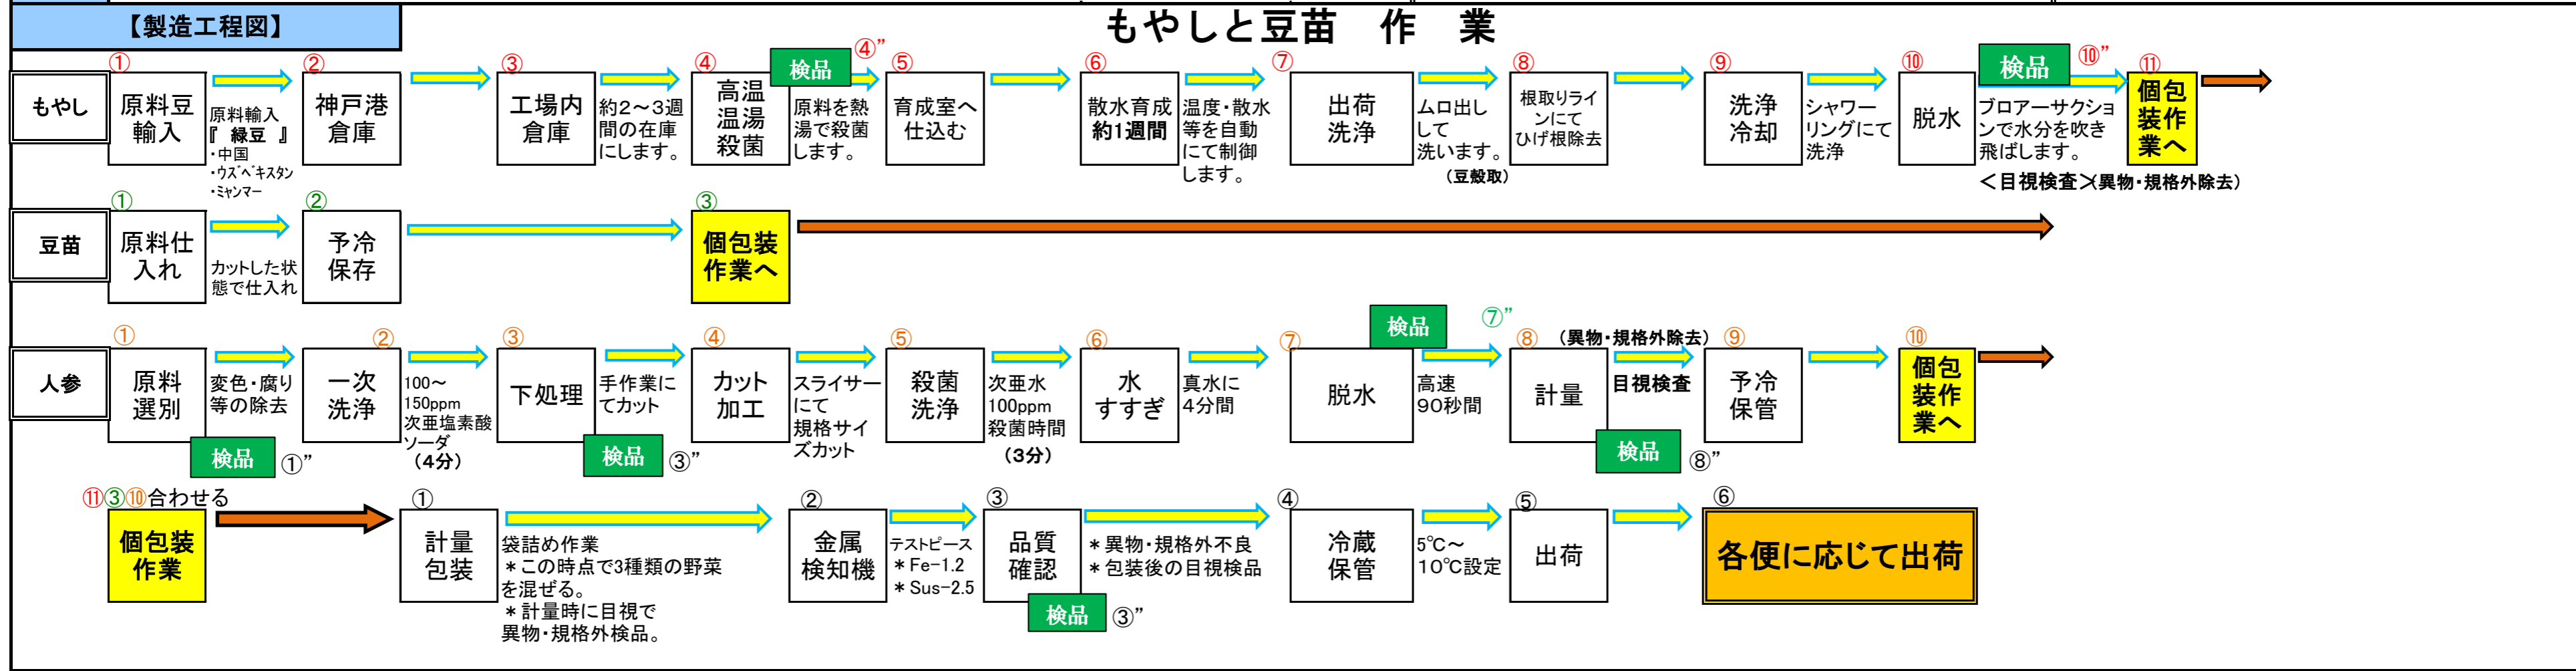 【製造工程図】
もやしと豆苗　作　業
もやし
①
原料豆
輸入
原料輸入
『 緑豆 』
・中国
・ウズベキスタン
・ミャンマー
②
神戸港
倉庫
③
工場内
倉庫
約2～3週
間の在庫
にします。
④
高温
温湯
殺菌
検品
④”
原料を熱
湯で殺菌
します。
⑤
育成室へ
仕込む
⑥
散水育成
約1週間
温度・散水
等を自動
にて制御
します。
⑦
出荷
洗浄
ムロ出し
して
洗います。
（豆殻取）
⑧
根取りライ
ンにて
ひげ根除去
⑨
洗浄
冷却
シャワー
リングにて
洗浄
⑩
脱水
検品
⑩”
ブロアーサクショ
ンで水分を吹き
飛ばします。
＜目視検査＞（異物・規格外除去）
⑪
個包
装作
業へ
豆苗
①
原料仕
入れ
カットした状
態で仕入れ
②
予冷
保存
③
個包装
作業へ
人参
①
原料
選別
変色・腐り
等の除去
検品
①”
②
一次
洗浄
100～
150ppm
次亜塩素酸
ソーダ
（4分）
③
下処理
手作業に
てカット
検品
③”
④
カット
加工
スライサー
にて
規格サイ
ズカット
⑤
殺菌
洗浄
次亜水
100ppm
殺菌時間
（3分）
⑥
水
すすぎ
真水に
4分間
⑦
脱水
検品
⑦”
高速
90秒間
⑧
計量
（異物・規格外除去）
目視検査
検品
⑧”
⑨
予冷
保管
⑩
個包
装作
業へ
⑪③⑩合わせる
個包装
作業
①
計量
包装
袋詰め作業
＊この時点で3種類の野菜
を混ぜる。
＊計量時に目視で
異物・規格外検品。
②
金属
検知機
テストピース
＊Fe-1.2
＊Sus-2.5
③
品質
確認
検品
③”
＊異物・規格外不良
＊包装後の目視検品
④
冷蔵
保管
5℃～
10℃設定
⑤
出荷
⑥
各便に応じて出荷